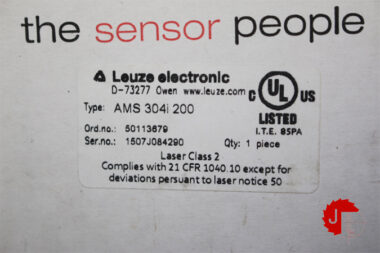 the sensor people
Leuze electronic
D-73277 Owen www.leuze.com
Type: AMS 304i 200
Ord.no.: 50113679
Ser.no.: 1507J084290 Qty: 1 piece
Laser Class 2
Complies with 21 CFR 1040.10 except for
deviations persuant to laser notice 50
C UL US
LISTED
I.T.E. 85PA